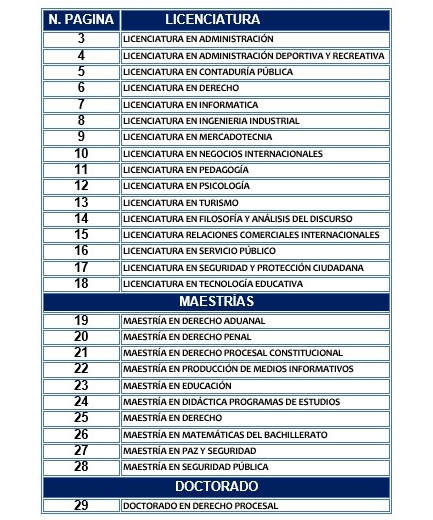 N. PAGINA LICENCIATURA
3 LICENCIATURA EN ADMINISTRACIÓN
4 LICENCIATURA EN ADMINISTRACIÓN DEPORTIVA Y RECREATIVA
5 LICENCIATURA EN CONTADURÍA PÚBLICA
6 LICENCIATURA EN DERECHO
7 LICENCIATURA EN INFORMATICA
8 LICENCIATURA EN INGENIERIA INDUSTRIAL
9 LICENCIATURA EN MERCADOTECNIA
10 LICENCIATURA EN NEGOCIOS INTERNACIONALES
11 LICENCIATURA EN PEDAGOGÍA
12 LICENCIATURA EN PSICOLOGÍA
13 LICENCIATURA EN TURISMO
14 LICENCIATURA EN FILOSOFÍA Y ANÁLISIS DEL DISCURSO
15 LICENCIATURA RELACIONES COMERCIALES INTERNACIONALES
16 LICENCIATURA EN SERVICIO PÚBLICO
17 LICENCIATURA EN SEGURIDAD Y PROTECCIÓN CIUDADANA
18 LICENCIATURA EN TECNOLOGÍA EDUCATIVA
MAESTRÌAS
19 MAESTRÍA EN DERECHO ADUANAL
20 MAESTRÍA EN DERECHO PENAL
21 MAESTRÍA EN DERECHO PROCESAL CONSTITUCIONAL
22 MAESTRÍA EN PRODUCCIÓN DE MEDIOS INFORMATIVOS
23 MAESTRÍA EN EDUCACIÓN
24 MAESTRÍA EN DIDÁCTICA PROGRAMAS DE ESTUDIOS
25 MAESTRÍA EN DERECHO
26 MAESTRÍA EN MATEMÁTICAS DEL BACHILLERATO
27 MAESTRÍA EN PAZ Y SEGURIDAD
28 MAESTRÍA EN SEGURIDAD PÚBLICA
DOCTORADO
29 DOCTORADO EN DERECHO PROCESAL